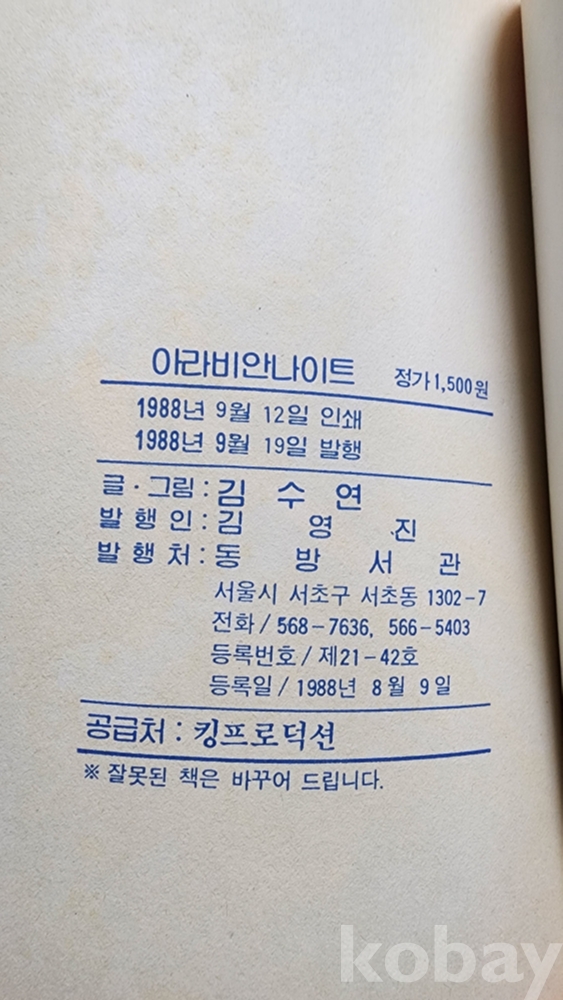 아라비안나이트 정가 1,500원
1988년 9월 12일 인쇄
1988년 9월 19일 발행
글·그림 : 김 수 연
발 행 인 : 김 영 진
발 행 처 : 동 방 서 관
서울시 서초구 서초동 1302-7
전화 / 568-7636, 566-5403
등록번호 / 제21-42호
등록일 / 1988년 8월 9일
공급처 : 킹프로덕션
※ 잘못된 책은 바꾸어 드립니다.
kobay